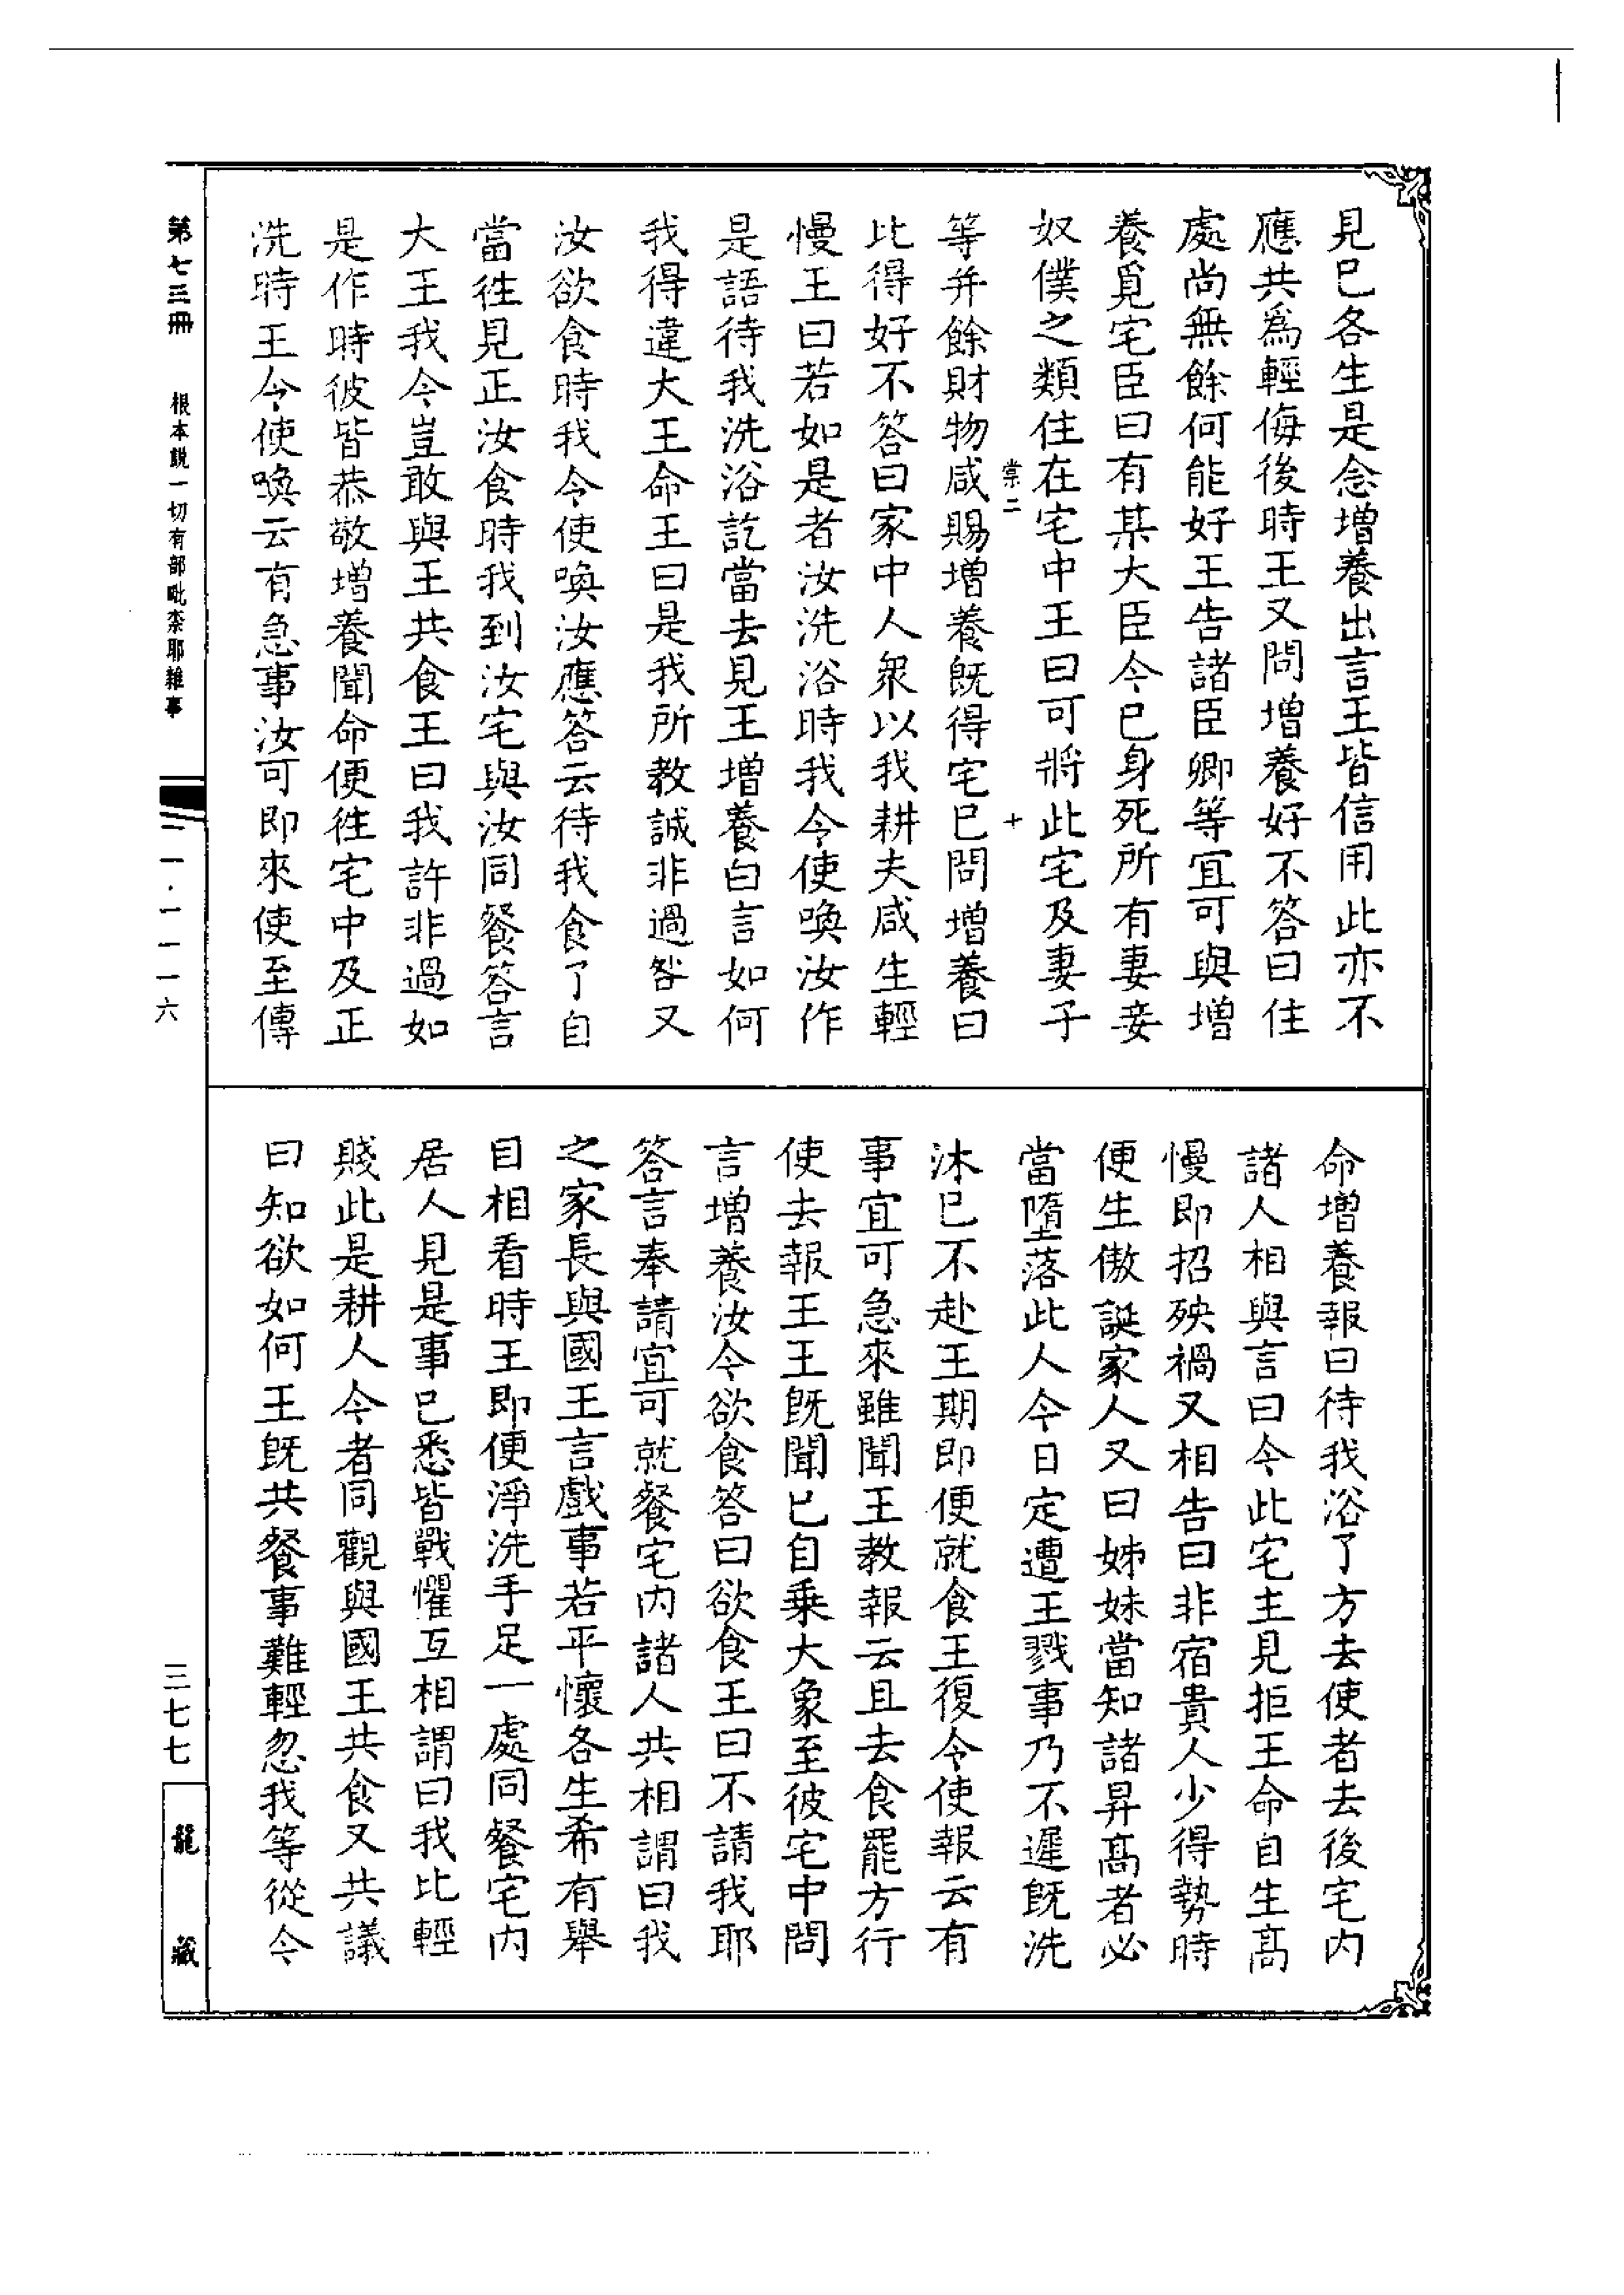 見已各生是念增養出言王皆信用此亦不
應共爲輕侮後時王又問增養好不答曰住
處尚無餘何能好王告諸臣卿等宜可與增
養覓宅臣曰有某大臣今已身死所有妻妾
奴僕之類住在宅中王曰可將此宅及妻子
棠二
十
等并餘財物咸賜增養既得宅已問增養曰
此得好不答曰家中人衆以我耕夫咸生輕
慢王曰若如是者汝洗浴時我令使喚汝作
是語待我洗浴訖當去見王增養白言如何
我得違大王命王曰是我所教誠非過咎又
汝欲食時我令使喚汝應答云待我食了自
當徃見正汝食時我到汝宅與汝同餐答言
大王我今豈敢與王共食王曰我許非過如
是作時彼皆恭敬增養聞命便徃宅中及正
洗時王令使喚云有急事汝可即來使至傳
命增養報曰待我浴了方去使者去後宅内
諸人相與言曰今此宅主見拒王命自生髙
慢即招殃禍又相告曰非宿貴人少得勢時
便生傲誕家人又曰姊妹當知諸昇髙者必
當墮落此人今日定遭王戮事乃不遲既洗
沐已不赴王期即便就食王復令使報云有
事宜可急來雖聞王教報云且去食罷方行
使去報王王既聞已自乗大象至彼宅中問
言增養汝今欲食答曰欲食王曰不請我耶
答言奉請宜可就餐宅内諸人共相謂曰我
之家長與國王言戲事若平懷各生希有舉
目相看時王即便淨洗手足一處同餐宅内
居人見是事已悉皆戰懼互相謂曰我比輕
賤此是耕人今者同觀與國王共食又共議
曰知欲如何王既共餐事難輕忽我等從今
第七三冊
根本説一切有部毗柰耶雜事
二一·一一一六
三七七
龍藏